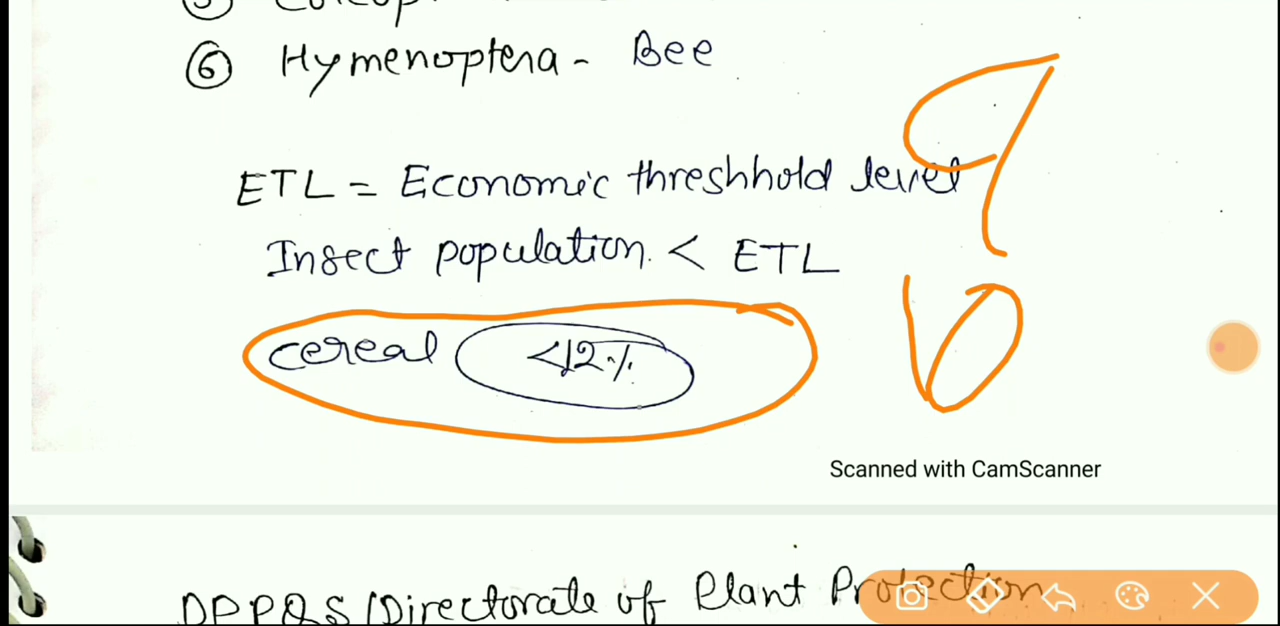 ⑥ Hymenoptera - Bee
ETL = Economic threshhold level
Insect population. < ETL
cereal <12%
Scanned with CamScanner
DPPQS/Directorate of Plant Protection